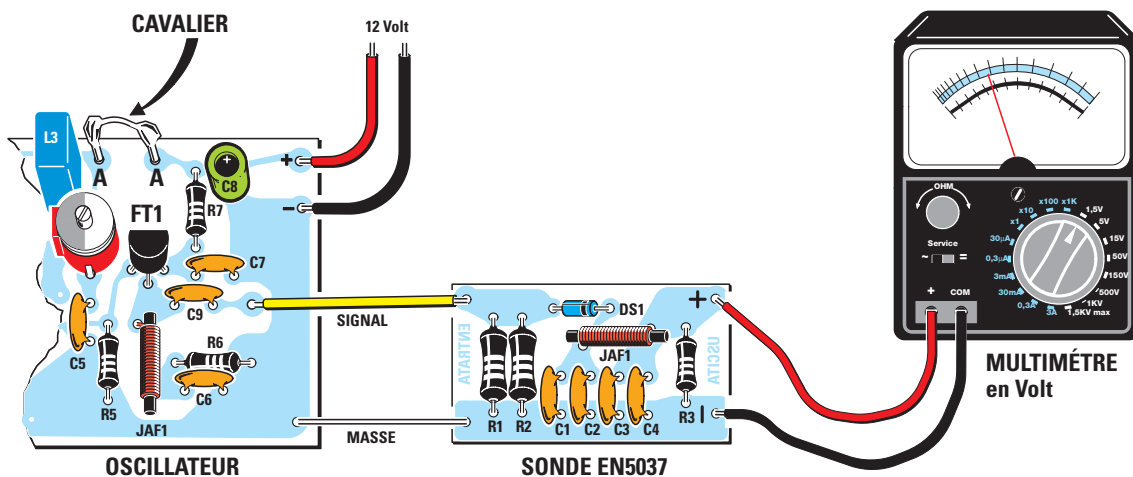 CAVALIER
12 Volt
L3
A
A
C8
+
-
R7
FT1
C7
C9
C5
R6
R5
C6
JAF1
SIGNAL
MASSE
OSCILLATEUR
ENTRATA
DS1
JAF1
+
USCITA
R1
R2
C1
C2
C3
C4
R3
-
SONDE EN5037
OHM
Service
~
=
x100
x1K
x10
x1
30µA
0,3µA
3mA
30mA
0,3A
3A
1,5V
5V
15V
50V
150V
500V
1KV
1,5KV max
+
COM
MULTIMÉTRE
en Volt